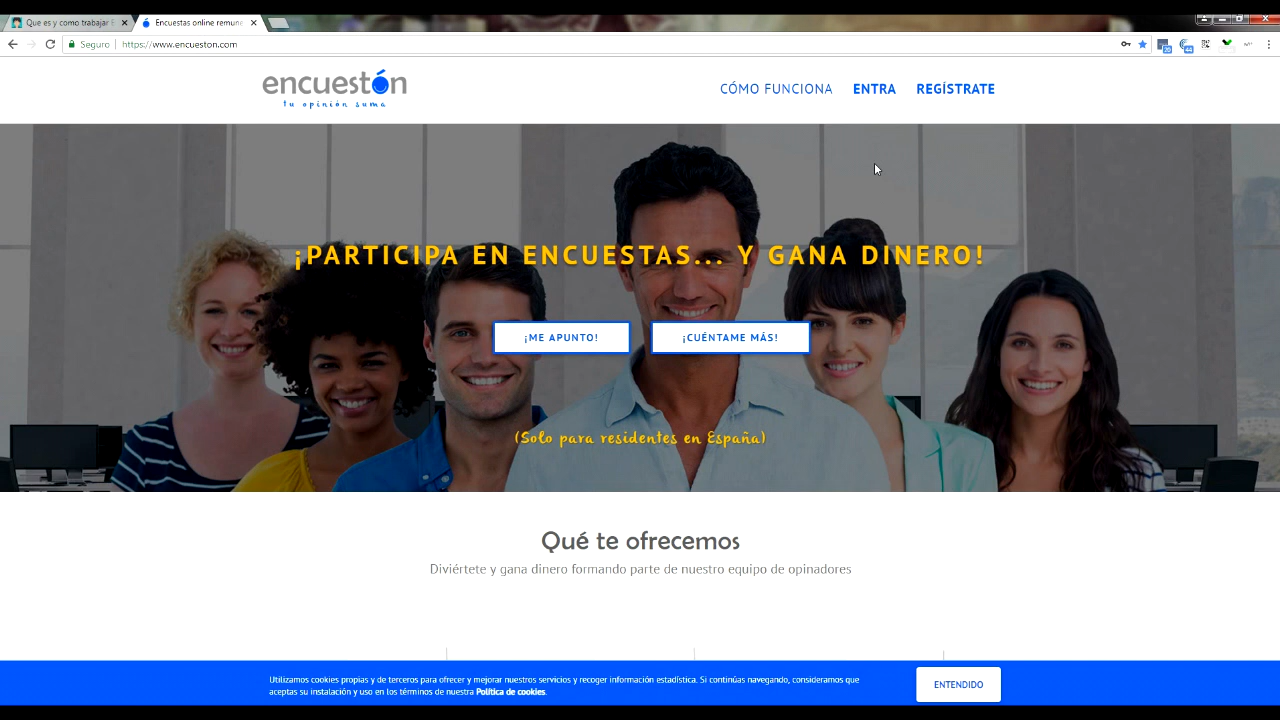 Que es y como trabajar E
Encuestas online remune
Seguro
https://www.encueston.com
encuestón
tu opinión suma
CÓMO FUNCIONA
ENTRA
REGÍSTRATE
¡PARTICIPA EN ENCUESTAS... Y GANA DINERO!
¡ME APUNTO!
¡CUÉNTAME MÁS!
(Solo para residentes en España)
Qué te ofrecemos
Diviértete y gana dinero formando parte de nuestro equipo de opinadores
Utilizamos cookies propias y de terceros para ofrecer y mejorar nuestros servicios y recoger información estadística. Si continúas navegando, consideramos que
aceptas su instalación y uso en los términos de nuestra Política de cookies.
ENTENDIDO